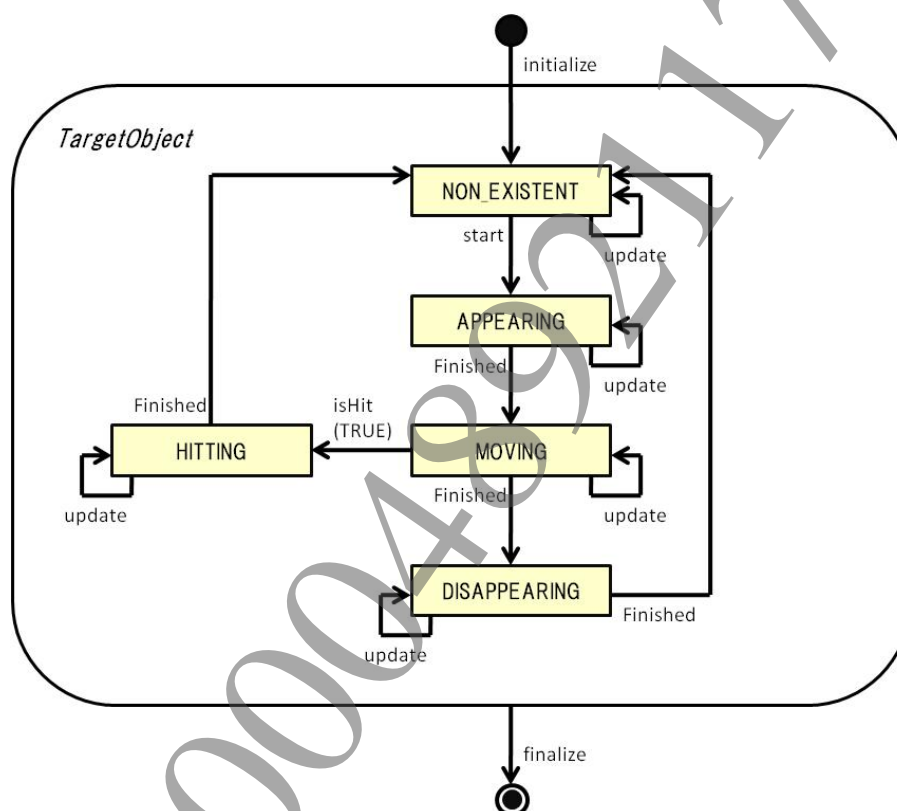 initialize
TargetObject
NON_EXISTENT
start
update
APPEARING
Finished
update
Finished
isHit
(TRUE)
HITTING
MOVING
update
Finished
update
DISAPPEARING
Finished
update
finalize